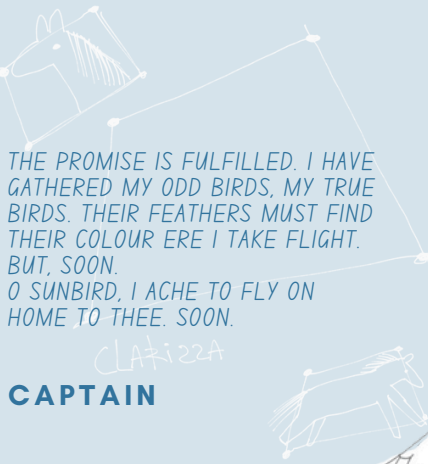 THE PROMISE IS FULFILLED. I HAVE
GATHERED MY ODD BIRDS, MY TRUE
BIRDS. THEIR FEATHERS MUST FIND
THEIR COLOUR ERE I TAKE FLIGHT.
BUT, SOON.
O SUNBIRD, I ACHE TO FLY ON
HOME TO THEE. SOON.
CLARIZZA
CAPTAIN